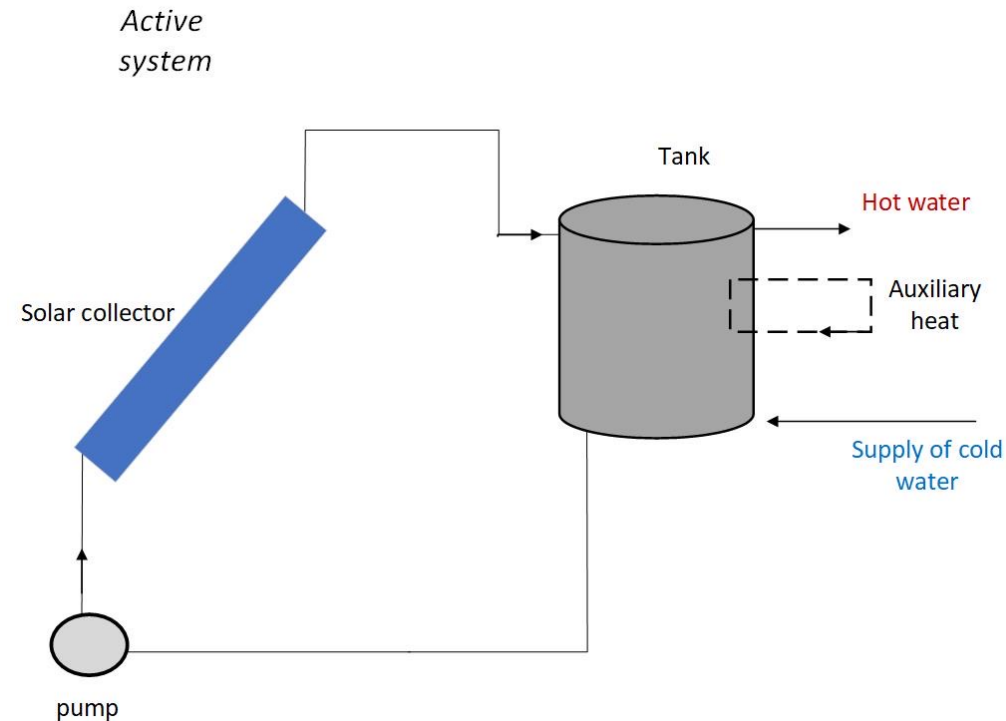 Active
system
Tank
Hot water
Solar collector
Auxiliary
heat
Supply of cold
water
pump